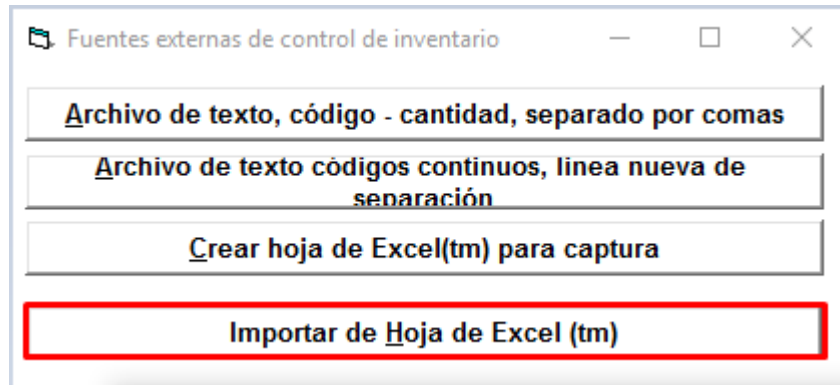 Fuentes externas de control de inventario
Archivo de texto, código - cantidad, separado por comas
Archivo de texto códigos continuos, línea nueva de
separación
Crear hoja de Excel(tm) para captura
Importar de Hoja de Excel (tm)